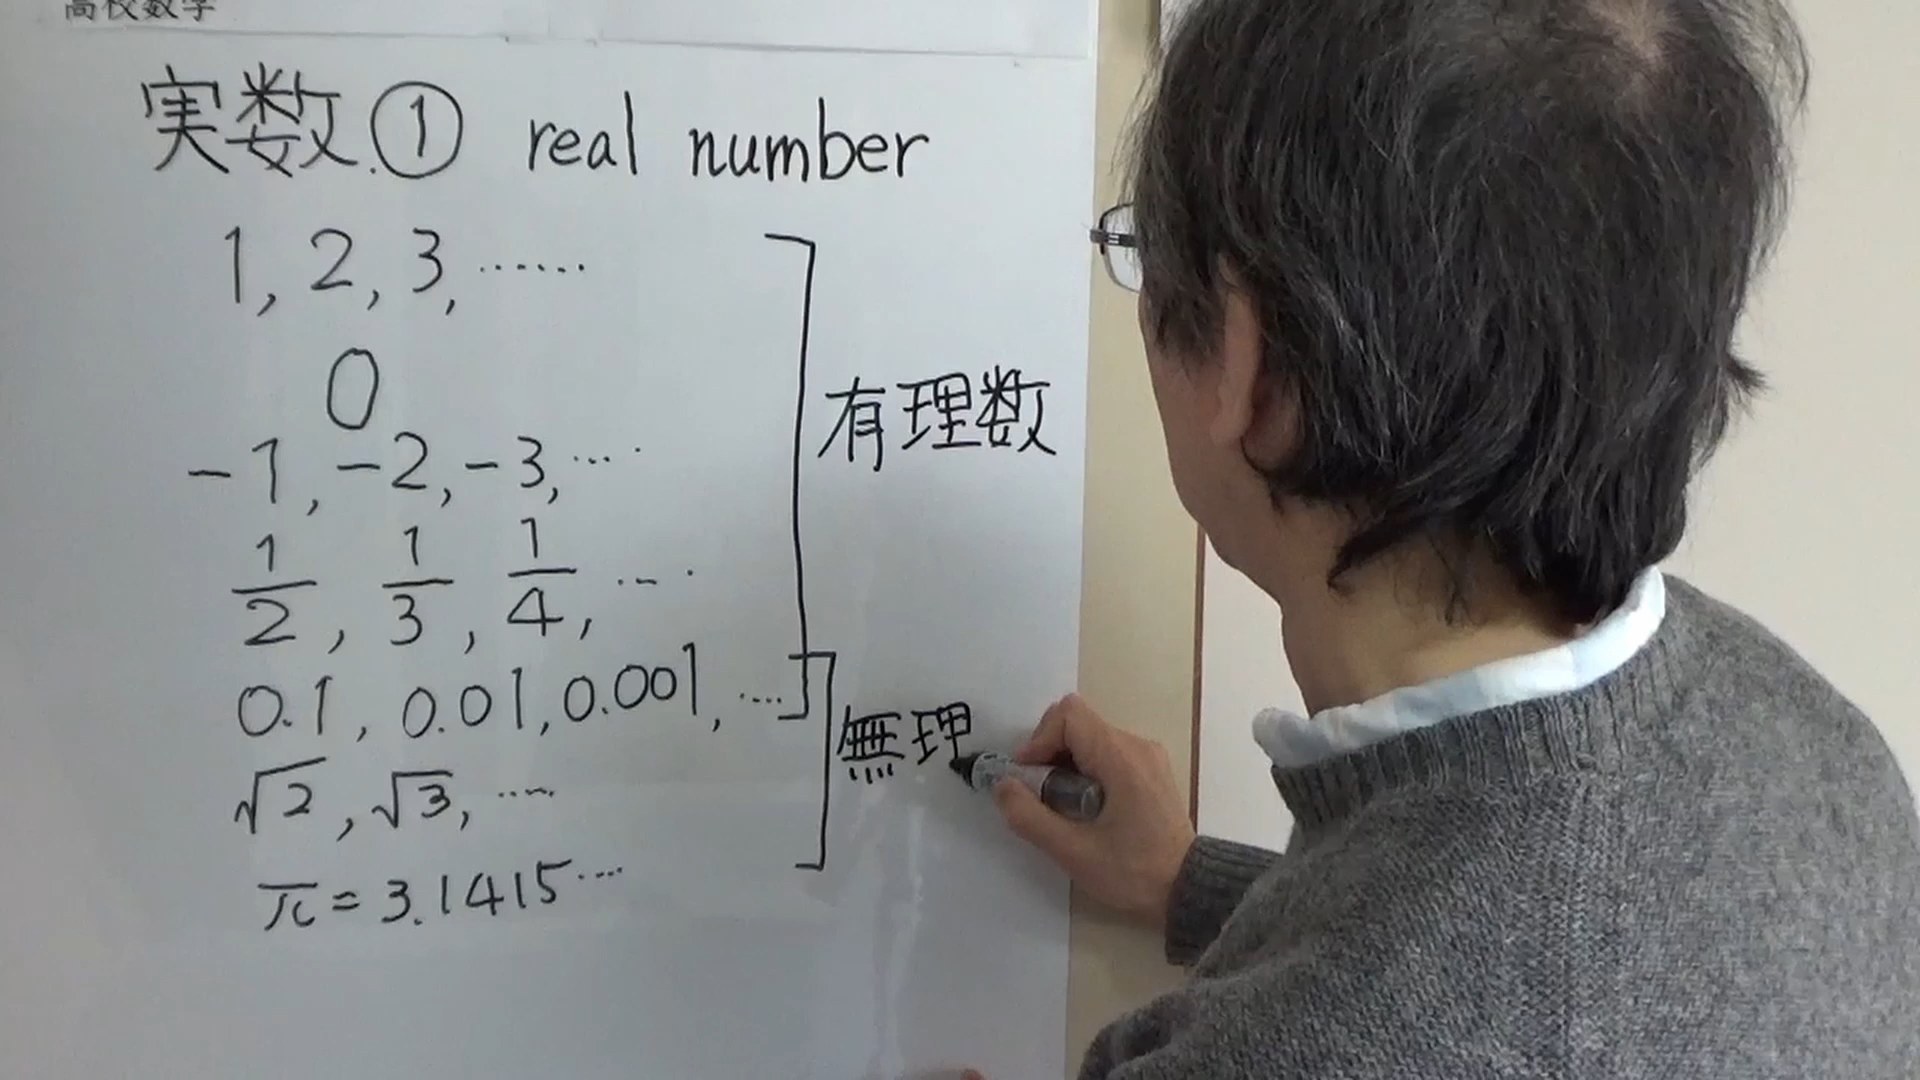 高校数学
実数.① real number
1, 2, 3, ……
0
-1, -2, -3, ….
有理数
1/2, 1/3, 1/4, ….
0.1, 0.01, 0.001, ….
無理
√2, √3, ….
π = 3.1415….